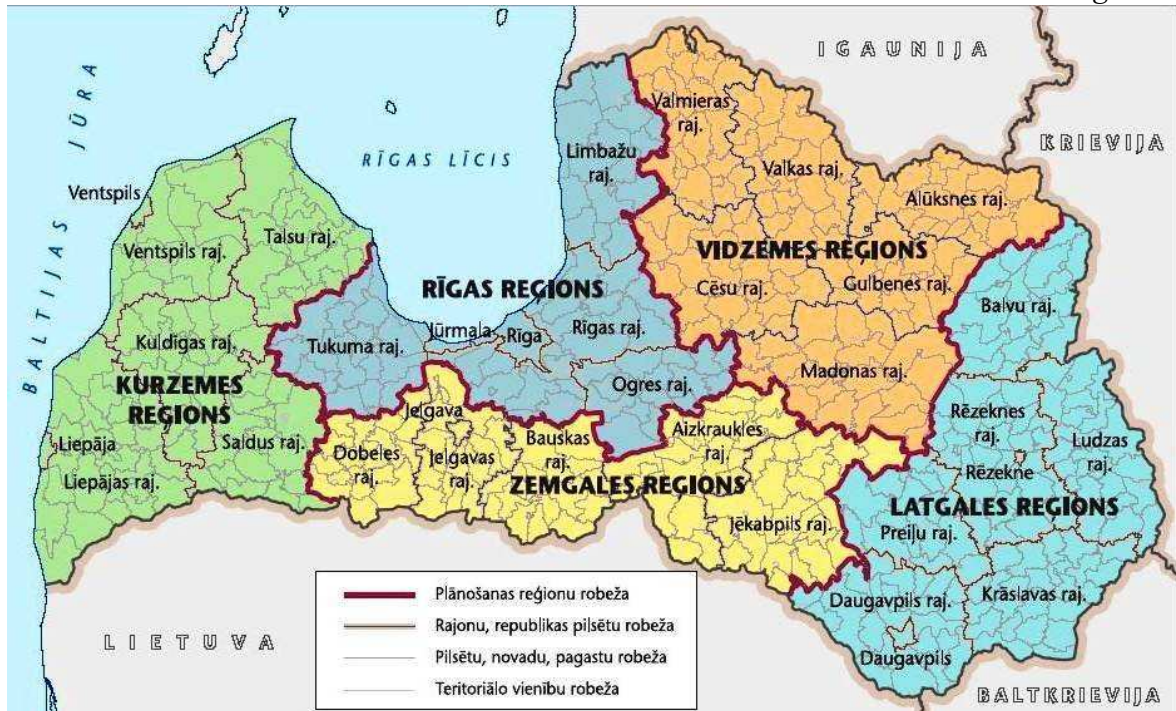 IGAUNIJA
KRIEVIJA
BALTIJAS JŪRA
RĪGAS LĪCIS
Valmieras
raj.
Limbažu
raj.
Valkas raj.
Alūksnes raj.
Ventspils
Ventspils raj.
Talsu raj.
VIDZEMES REĢIONS
Cēsu raj.
Gulbenes raj.
Balvu raj.
RĪGAS REĢIONS
Jūrmala
Rīga
Rīgas raj.
Tukuma raj.
Kuldīgas raj.
KURZEMES
REĢIONS
Ogres raj.
Madonas raj.
Liepāja
Saldus raj.
Liepājas raj.
Jelgava
Dobeles
raj.
Jelgavas
raj.
Bauskas
raj.
Aizkraukles
raj.
ZEMGALES REĢIONS
Jēkabpils raj.
Rēzeknes
raj.
Rēzekne
Ludzas
raj.
LATGALES REĢIONS
Preiļu raj.
Daugavpils raj.
Krāslavas raj.
Daugavpils
LIETUVA
BALTKRIEVIJA
Plānošanas reģionu robeža
Rajonu, republikas pilsētu robeža
Pilsētu, novadu, pagastu robeža
Teritoriālo vienību robeža